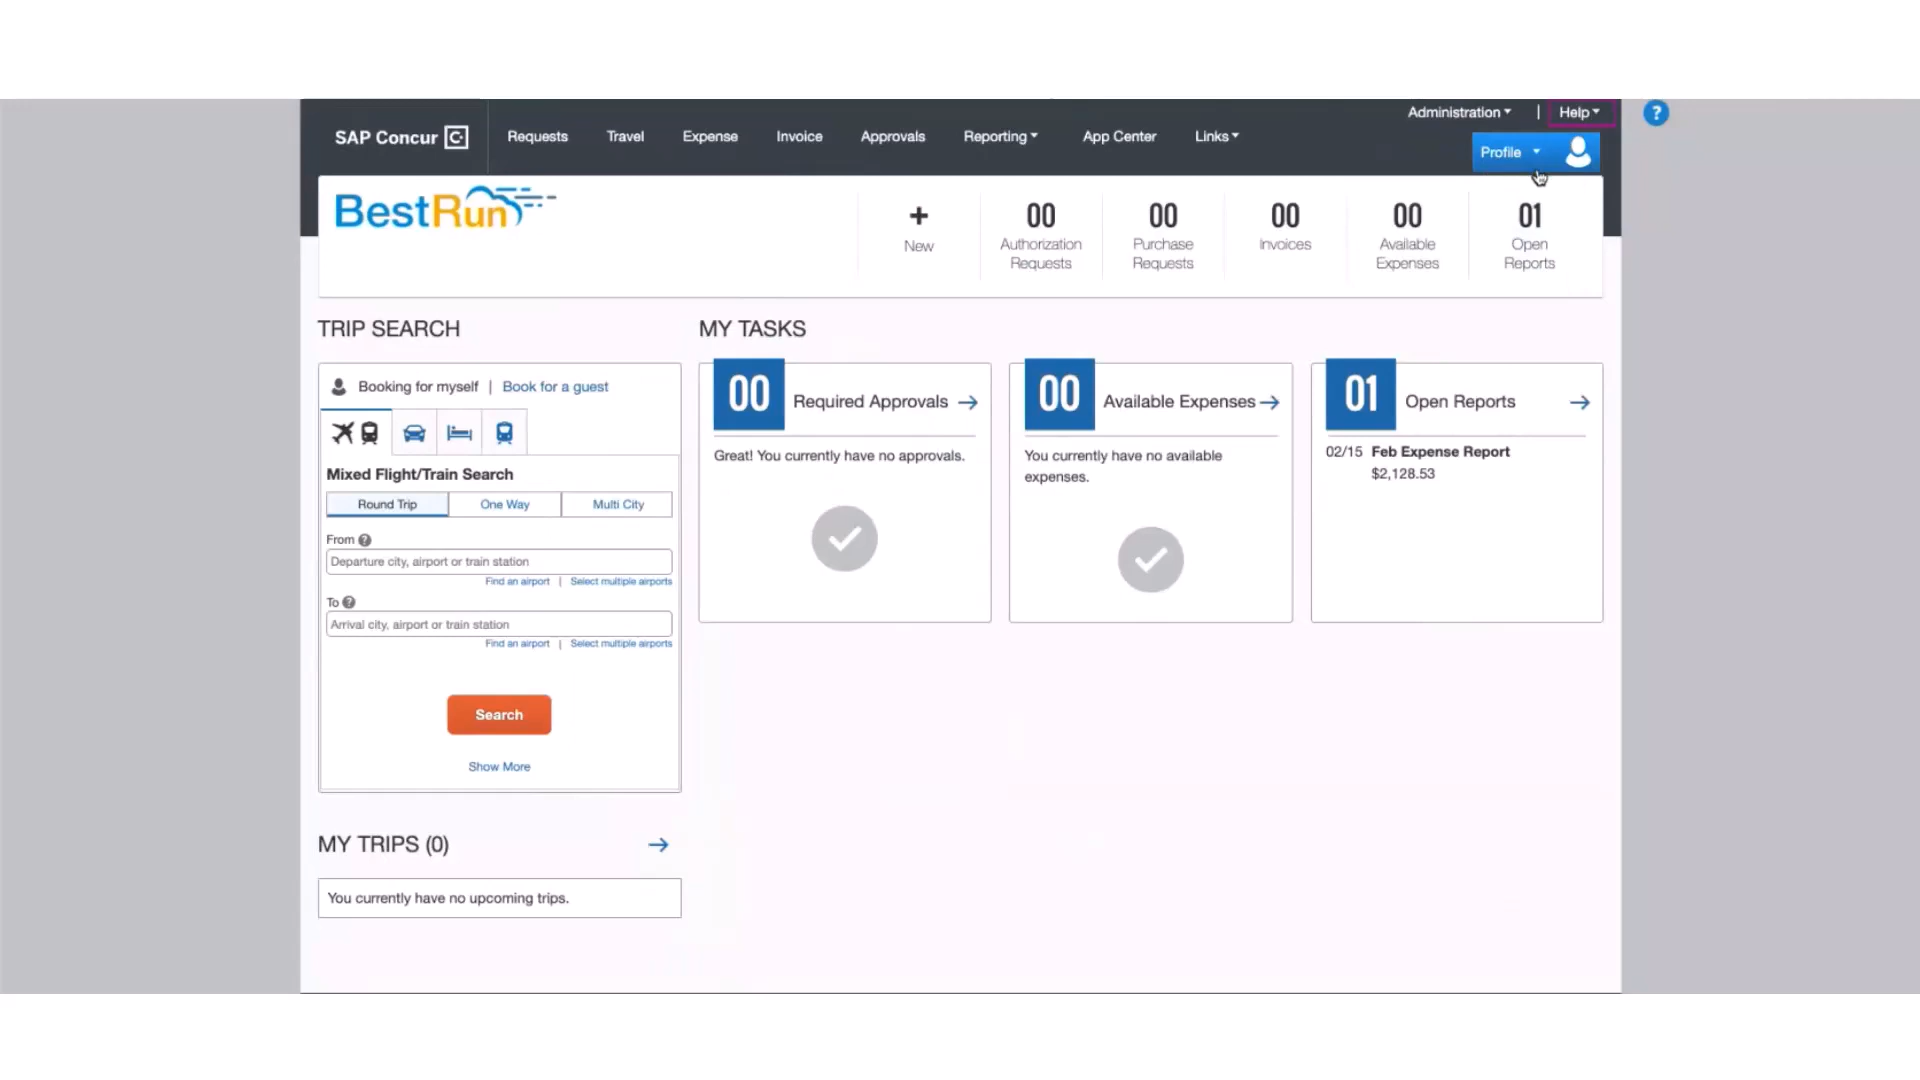 Administration
|
Help
?
SAP Concur C
Requests
Travel
Expense
Invoice
Approvals
Reporting
App Center
Links
Profile
BestRun
+
New
00
Authorization
Requests
00
Purchase
Requests
00
Invoices
00
Available
Expenses
01
Open
Reports
TRIP SEARCH
Booking for myself | Book for a guest
Mixed Flight/Train Search
Round Trip
One Way
Multi City
From ?
Departure city, airport or train station
Find an airport | Select multiple airports
To ?
Arrival city, airport or train station
Find an airport | Select multiple airports
Search
Show More
MY TRIPS (0)
You currently have no upcoming trips.
MY TASKS
00 Required Approvals
Great! You currently have no approvals.
00 Available Expenses
You currently have no available
expenses.
01 Open Reports
02/15 Feb Expense Report
$2,128.53